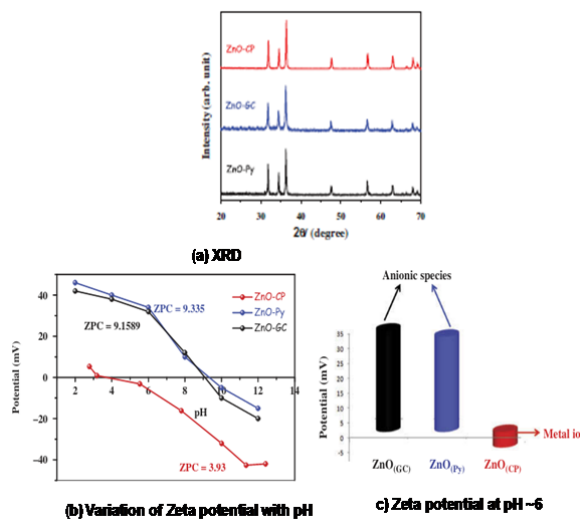 ZnO-CP
ZnO-GC
ZnO-Py
Intensity (arb. unit)
20 30 40 50 60 70
2θ/ (degree)
(a) XRD
ZPC = 9.335
ZPC = 9.1589
ZnO-CP
ZnO-Py
ZnO-GC
Potential (mV)
40
20
0
−20
−40
2 4 6 8 10 12 14
pH
ZPC = 3.93
(b) Variation of Zeta potential with pH
Anionic species
Potential (mV)
35
30
25
20
15
10
5
0
-5
Metal io
ZnO(GC) ZnO(Py) ZnO(CP)
c) Zeta potential at pH ~6